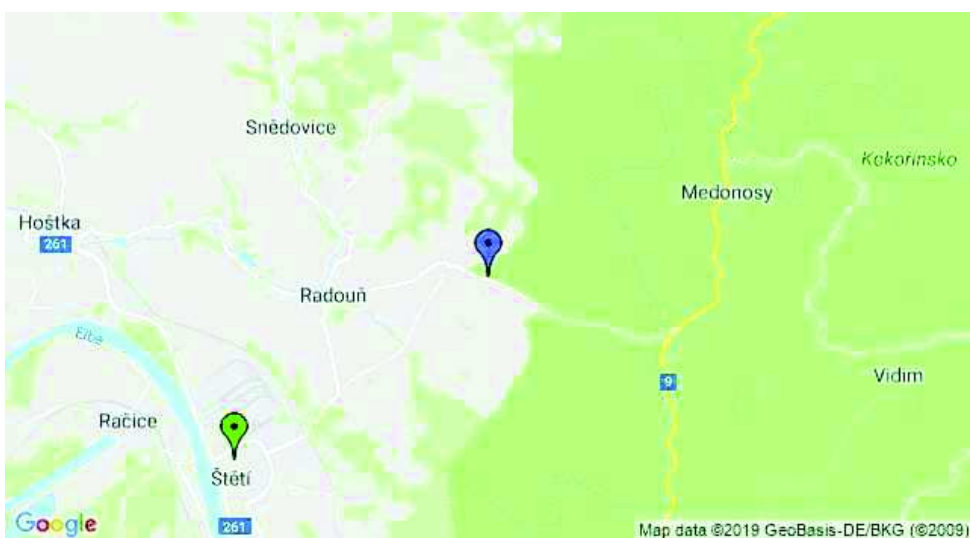 Snědovice
Kokořínsko
Medonosy
Hoštka
261
Radouň
Elbe
9
Vidim
Račice
Štětí
261
Google
Map data ©2019 GeoBasis-DE/BKG (©2009)